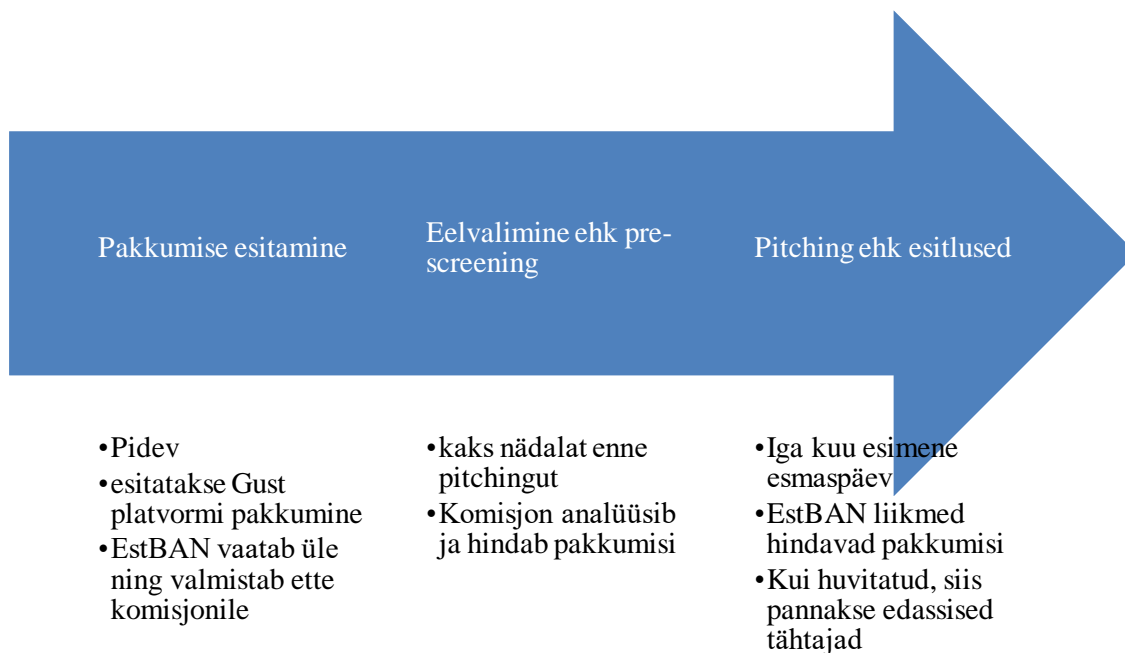 Pakkumise esitamine
Eelvalimine ehk pre-
screening
Pitching ehk esitlused
•Pidev
•esitatakse Gust
platvormi pakkumine
•EstBAN vaatab üle
ning valmistab ette
komisjonile
•kaks nädalat enne
pitchingut
•Komisjon analüüsib
ja hindab pakkumisi
•Iga kuu esimene
esmaspäev
•EstBAN liikmed
hindavad pakkumisi
•Kui huvitatud, siis
pannakse edassised
tähtajad